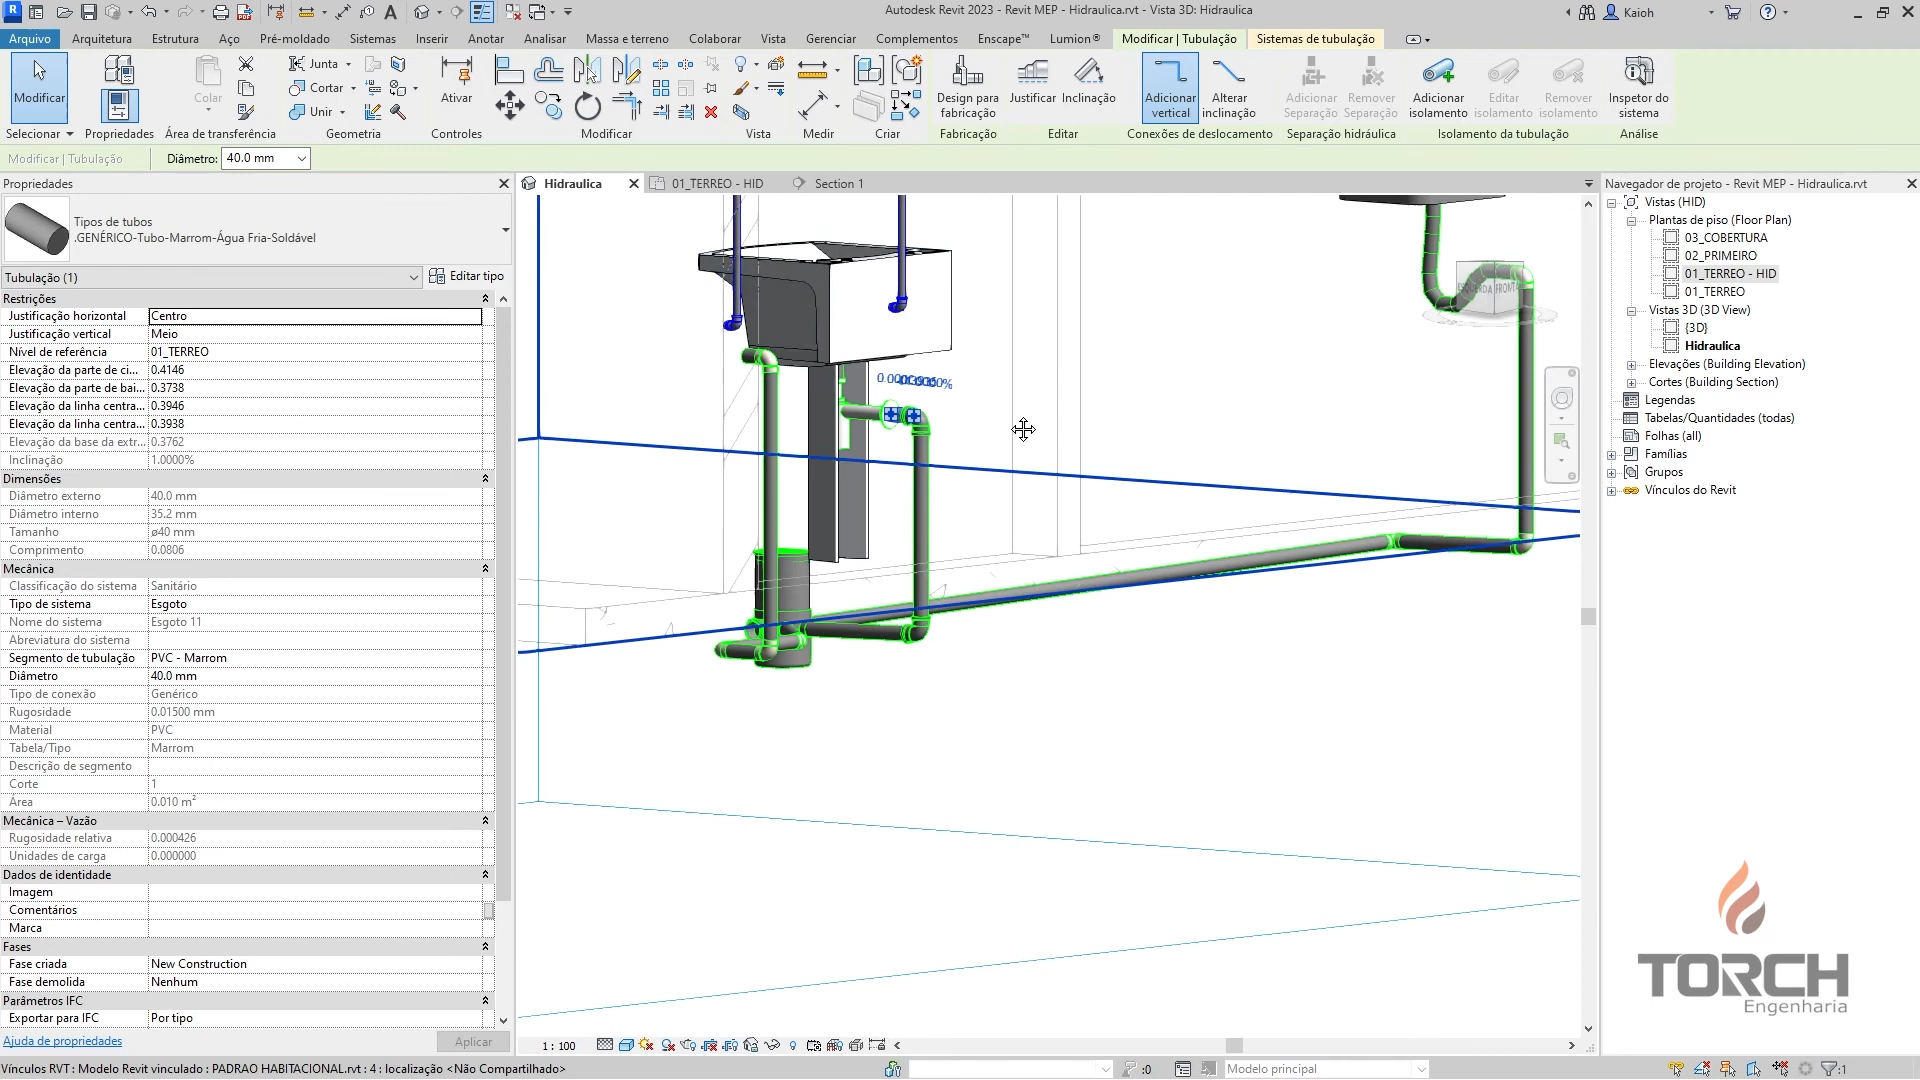 Autodesk Revit 2023 - Revit MEP - Hidraulica.rvt - Vista 3D: Hidraulica
Kaioh
Arquivo Arquitetura Estrutura Aço Pré-moldado Sistemas Inserir Anotar Analisar Massa e terreno Colaborar Vista Gerenciar Complementos Enscape™ Lumion® Modificar | Tubulação Sistemas de tubulação
Modificar
Colar
Junta
Cortar
Unir
Ativar
Design para fabricação
Justificar
Inclinação
Adicionar vertical
Alterar inclinação
Adicionar Separação
Remover Separação
Adicionar isolamento
Editar isolamento
Remover isolamento
Inspetor do sistema
Selecionar Propriedades Área de transferência Geometria Controles Modificar Vista Medir Criar Fabricação Editar Conexões de deslocamento Separação hidráulica Isolamento da tubulação Análise
Modificar | Tubulação Diâmetro: 40.0 mm
Propriedades
Tipos de tubos
.GENÉRICO-Tubo-Marrom-Água Fria-Soldável
Tubulação (1) Editar tipo
Restrições
Justificação horizontal Centro
Justificação vertical Meio
Nível de referência 01_TERREO
Elevação da parte de ci... 0.4146
Elevação da parte de bai... 0.3738
Elevação da linha centra... 0.3946
Elevação da linha centra... 0.3938
Elevação da base da extr... 0.3762
Inclinação 1.0000%
Dimensões
Diâmetro externo 40.0 mm
Diâmetro interno 35.2 mm
Tamanho ø40 mm
Comprimento 0.0806
Mecânica
Classificação do sistema Sanitário
Tipo de sistema Esgoto
Nome do sistema Esgoto 11
Abreviatura do sistema
Segmento de tubulação PVC - Marrom
Diâmetro 40.0 mm
Tipo de conexão Genérico
Rugosidade 0.01500 mm
Material PVC
Tabela/Tipo Marrom
Descrição de segmento
Corte 1
Área 0.010 m²
Mecânica – Vazão
Rugosidade relativa 0.000426
Unidades de carga 0.000000
Dados de identidade
Imagem
Comentários
Marca
Fases
Fase criada New Construction
Fase demolida Nenhum
Parâmetros IFC
Exportar para IFC Por tipo
Ajuda de propriedades Aplicar
Hidraulica 01_TERREO - HID Section 1
ESQUERDA FRONTAL
1 : 100
Navegador de projeto - Revit MEP - Hidraulica.rvt
Vistas (HID)
Plantas de piso (Floor Plan)
03_COBERTURA
02_PRIMEIRO
01_TERREO - HID
01_TERREO
Vistas 3D (3D View)
{3D}
Hidraulica
Elevações (Building Elevation)
Cortes (Building Section)
Legendas
Tabelas/Quantidades (todas)
Folhas (all)
Famílias
Grupos
Vínculos do Revit
TORCH
Engenharia
Vínculos RVT : Modelo Revit vinculado : PADRAO HABITACIONAL.rvt : 4 : localização <Não Compartilhado>
:0
Modelo principal
:1